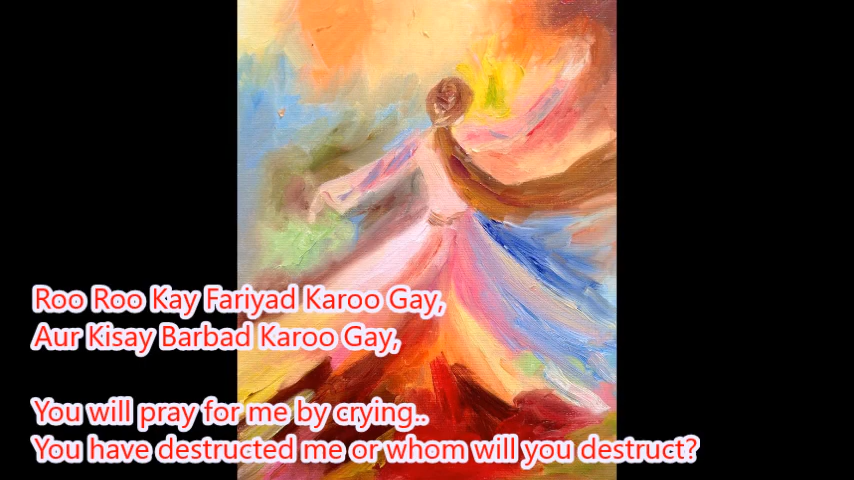 Roo Roo Kay Fariyad Karoo Gay,
Aur Kisay Barbad Karoo Gay,
You will pray for me by crying..
You have destructed me or whom will you destruct?